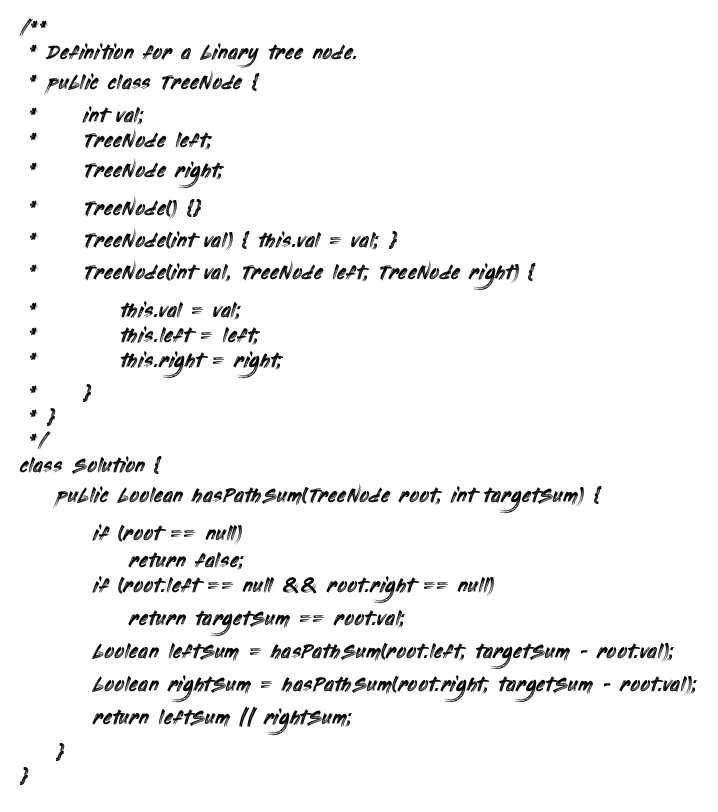 /**
 * Definition for a binary tree node.
 * public class TreeNode {
 *     int val;
 *     TreeNode left;
 *     TreeNode right;
 *     TreeNode() {}
 *     TreeNode(int val) { this.val = val; }
 *     TreeNode(int val, TreeNode left, TreeNode right) {
 *         this.val = val;
 *         this.left = left;
 *         this.right = right;
 *     }
 * }
 */
class Solution {
    public boolean hasPathSum(TreeNode root, int targetSum) {
        if (root == null)
            return false;
        if (root.left == null && root.right == null)
            return targetSum == root.val;
        boolean leftSum = hasPathSum(root.left, targetSum - root.val);
        boolean rightSum = hasPathSum(root.right, targetSum - root.val);
        return leftSum || rightSum;
    }
}